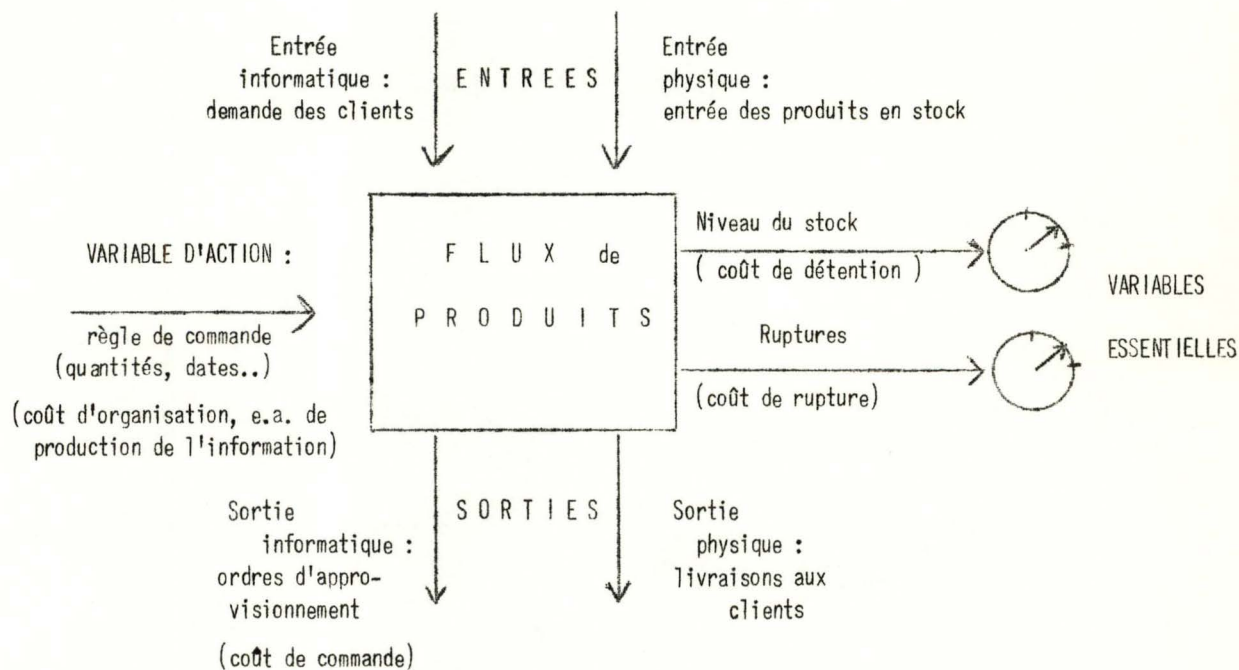 Entrée
informatique :
demande des clients
E N T R E E S
Entrée
physique :
entrée des produits en stock
VARIABLE D'ACTION :
règle de commande
(quantités, dates..)
(coût d'organisation, e.a. de
production de l'information)
F L U X de
P R O D U I T S
Niveau du stock
( coût de détention )
Ruptures
(coût de rupture)
VARIABLES
ESSENTIELLES
Sortie
informatique :
ordres d'appro-
visionnement
(coût de commande)
S O R T I E S
Sortie
physique :
livraisons aux
clients